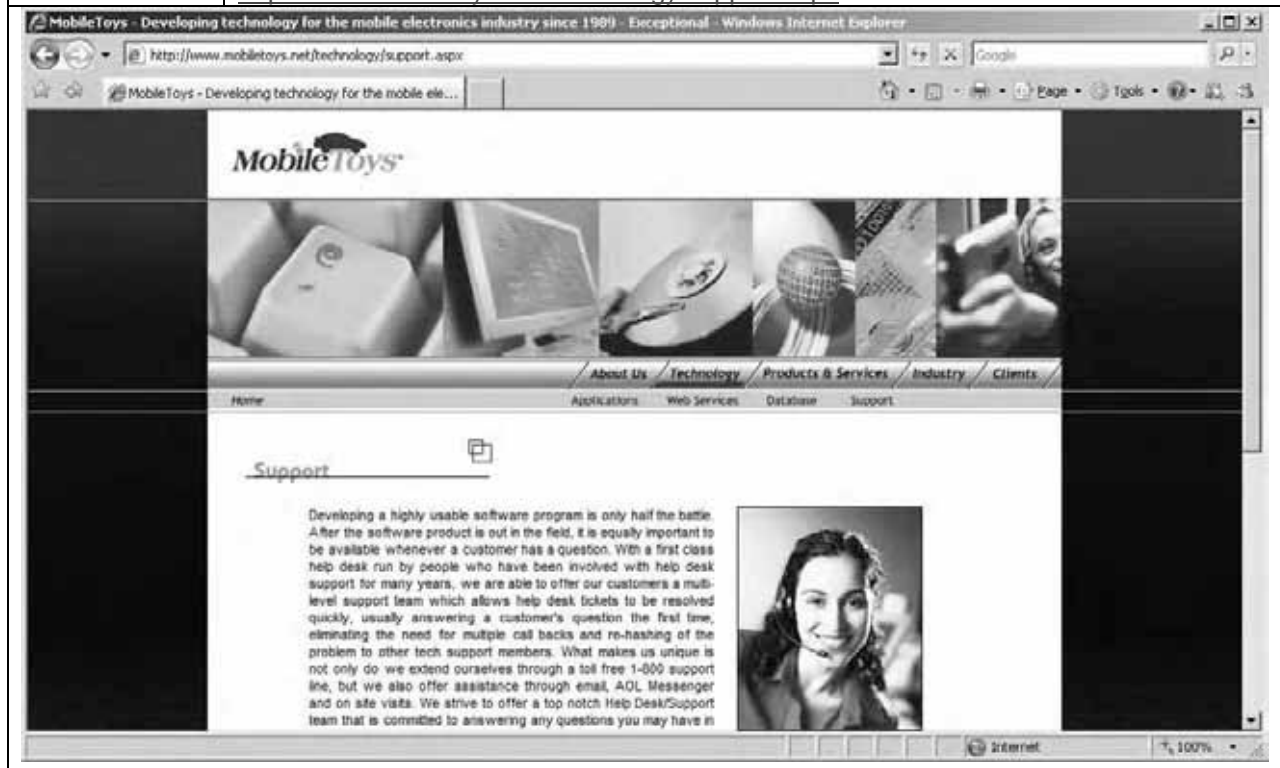 MobileToys - Developing technology for the mobile electronics industry since 1989 - Exceptional - Windows Internet Explorer
http://www.mobiletoys.net/technology/support.aspx
Google
MobileToys - Developing technology for the mobile ele...
Page
Tools
MobileToys
About Us
Technology
Products & Services
Industry
Clients
Home
Applications
Web Services
Database
Support
Support
Developing a highly usable software program is only half the battle.
After the software product is out in the field, it is equally important to
be available whenever a customer has a question. With a first class
help desk run by people who have been involved with help desk
support for many years, we are able to offer our customers a multi-
level support team which allows help desk tickets to be resolved
quickly, usually answering a customer's question the first time,
eliminating the need for multiple call backs and re-hashing of the
problem to other tech support members. What makes us unique is
not only do we extend ourselves through a toll free 1-800 support
line, but we also offer assistance through email, AOL Messenger
and on site visits. We strive to offer a top notch Help Desk/Support
team that is committed to answering any questions you may have in
Internet
100%